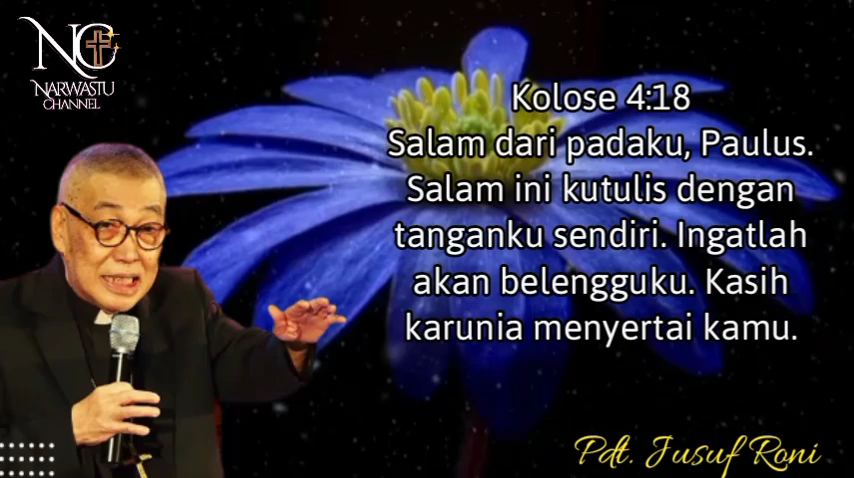 NC
NARWASTU
CHANNEL
Kolose 4:18
Salam dari padaku, Paulus.
Salam ini kutulis dengan
tanganku sendiri. Ingatlah
akan belengguku. Kasih
karunia menyertai kamu.
Pdt. Jusuf Roni